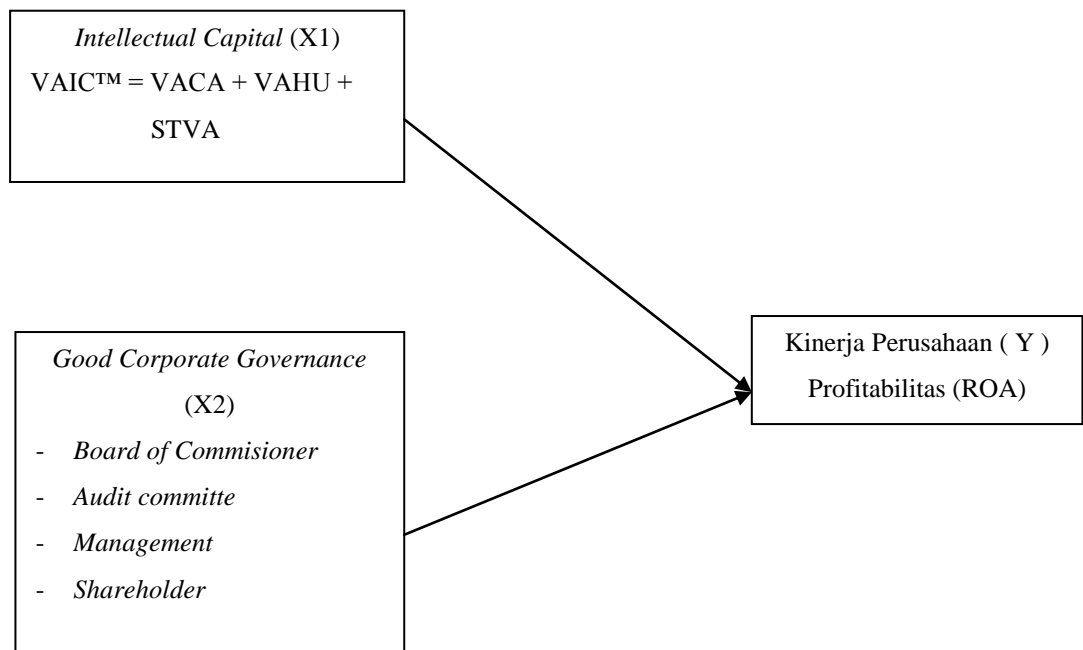 Intellectual Capital (X1)
VAIC™ = VACA + VAHU +
STVA
Good Corporate Governance
(X2)
- Board of Commisioner
- Audit committe
- Management
- Shareholder
Kinerja Perusahaan ( Y )
Profitabilitas (ROA)